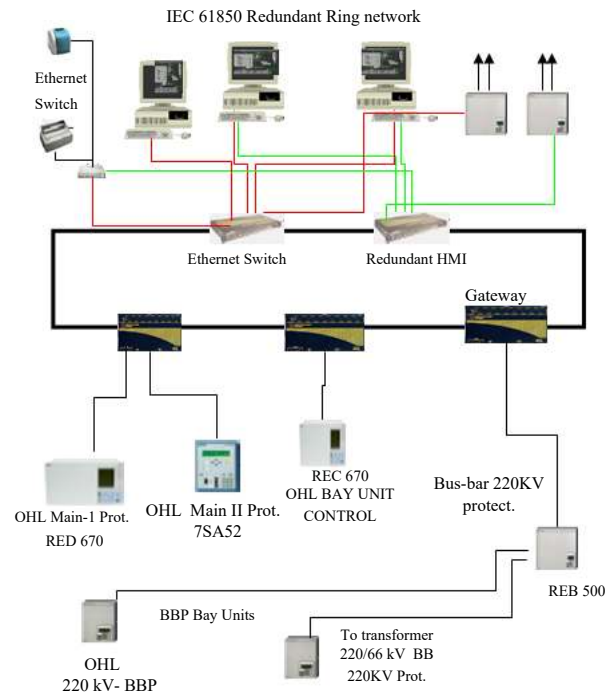 IEC 61850 Redundant Ring network
Ethernet
Switch
Ethernet Switch
Redundant HMI
Gateway
OHL Main-1 Prot.
RED 670
OHL Main II Prot.
7SA52
REC 670
OHL BAY UNIT
CONTROL
Bus-bar 220KV
protect.
REB 500
BBP Bay Units
OHL
220 kV- BBP
To transformer
220/66 kV BB
220KV Prot.